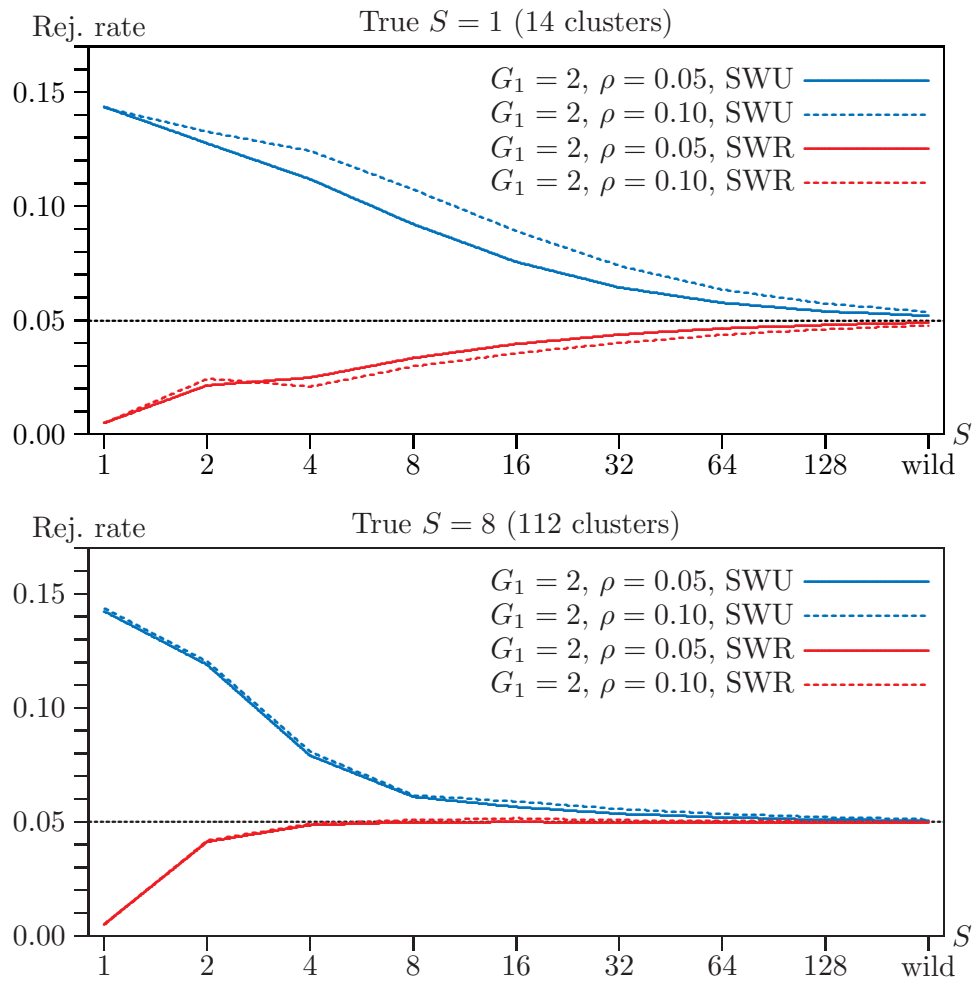 Rej. rate
True S = 1 (14 clusters)
0.15
0.10
0.05
0.00
G₁ = 2, ρ = 0.05, SWU
G₁ = 2, ρ = 0.10, SWU
G₁ = 2, ρ = 0.05, SWR
G₁ = 2, ρ = 0.10, SWR
S
1 2 4 8 16 32 64 128 wild
Rej. rate
True S = 8 (112 clusters)
0.15
0.10
0.05
0.00
G₁ = 2, ρ = 0.05, SWU
G₁ = 2, ρ = 0.10, SWU
G₁ = 2, ρ = 0.05, SWR
G₁ = 2, ρ = 0.10, SWR
S
1 2 4 8 16 32 64 128 wild